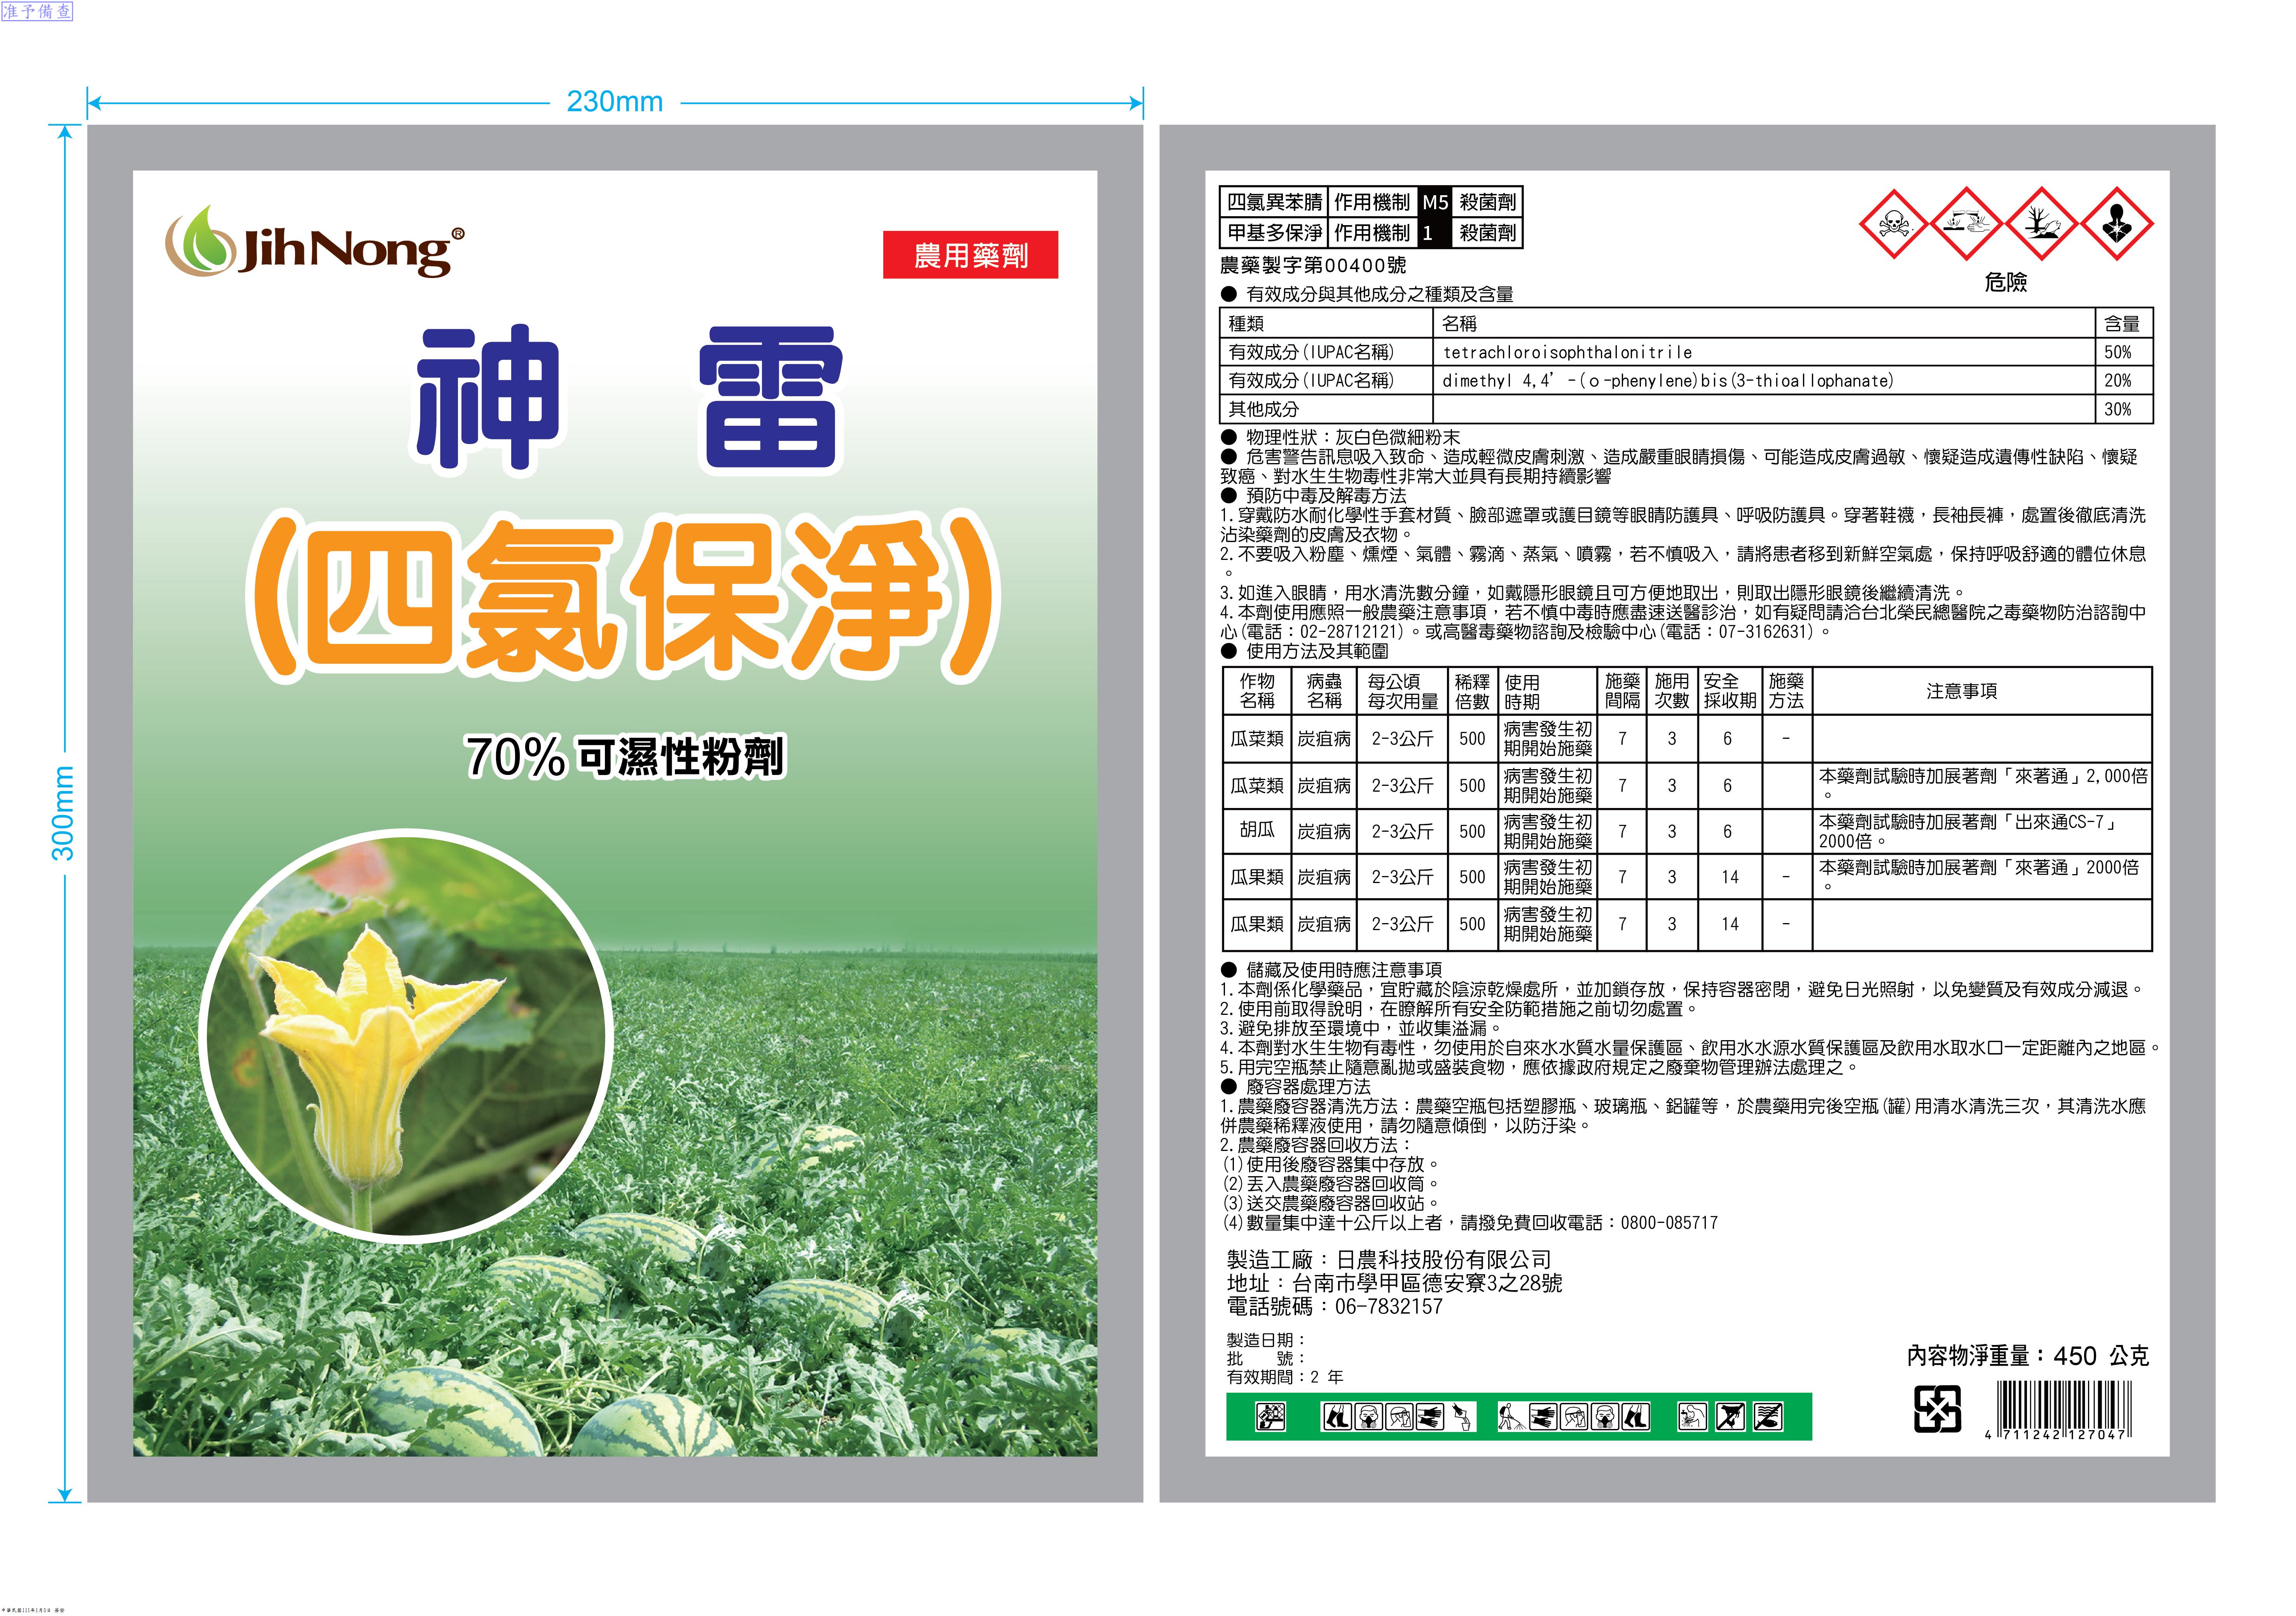 准予備查
230mm
300mm
JihNong®
農用藥劑
神雷
(四氯保淨)
70% 可濕性粉劑
四氯異苯腈 作用機制 M5 殺菌劑
甲基多保淨 作用機制 1 殺菌劑
農藥製字第00400號
危險
● 有效成分與其他成分之種類及含量
種類 名稱 含量
有效成分(IUPAC名稱) tetrachloroisophthalonitrile 50%
有效成分(IUPAC名稱) dimethyl 4,4’-(o-phenylene)bis(3-thioallophanate) 20%
其他成分 30%
● 物理性狀：灰白色微細粉末
● 危害警告訊息吸入致命、造成輕微皮膚刺激、造成嚴重眼睛損傷、可能造成皮膚過敏、懷疑造成遺傳性缺陷、懷疑
致癌、對水生生物毒性非常大並具有長期持續影響
● 預防中毒及解毒方法
1.穿戴防水耐化學性手套材質、臉部遮罩或護目鏡等眼睛防護具、呼吸防護具。穿著鞋襪，長袖長褲，處置後徹底清洗
沾染藥劑的皮膚及衣物。
2.不要吸入粉塵、燻煙、氣體、霧滴、蒸氣、噴霧，若不慎吸入，請將患者移到新鮮空氣處，保持呼吸舒適的體位休息
。
3.如進入眼睛，用水清洗數分鐘，如戴隱形眼鏡且可方便地取出，則取出隱形眼鏡後繼續清洗。
4.本劑使用應照一般農藥注意事項，若不慎中毒時應盡速送醫診治，如有疑問請洽台北榮民總醫院之毒藥物防治諮詢中
心(電話：02-28712121)。或高醫毒藥物諮詢及檢驗中心(電話：07-3162631)。
● 使用方法及其範圍
作物名稱 病蟲名稱 每公頃每次用量 稀釋倍數 使用時期 施藥間隔 施用次數 安全採收期 施藥方法 注意事項
瓜菜類 炭疽病 2-3公斤 500 病害發生初期開始施藥 7 3 6 -
瓜菜類 炭疽病 2-3公斤 500 病害發生初期開始施藥 7 3 6 本藥劑試驗時加展著劑「來著通」2,000倍。
胡瓜 炭疽病 2-3公斤 500 病害發生初期開始施藥 7 3 6 本藥劑試驗時加展著劑「出來通CS-7」2000倍。
瓜果類 炭疽病 2-3公斤 500 病害發生初期開始施藥 7 3 14 - 本藥劑試驗時加展著劑「來著通」2000倍。
瓜果類 炭疽病 2-3公斤 500 病害發生初期開始施藥 7 3 14 -
● 儲藏及使用時應注意事項
1.本劑係化學藥品，宜貯藏於陰涼乾燥處所，並加鎖存放，保持容器密閉，避免日光照射，以免變質及有效成分減退。
2.使用前取得說明，在瞭解所有安全防範措施之前切勿處置。
3.避免排放至環境中，並收集溢漏。
4.本劑對水生生物有毒性，勿使用於自來水水質水量保護區、飲用水水源水質保護區及飲用水取水口一定距離內之地區。
5.用完空瓶禁止隨意亂拋或盛裝食物，應依據政府規定之廢棄物管理辦法處理之。
● 廢容器處理方法
1.農藥廢容器清洗方法：農藥空瓶包括塑膠瓶、玻璃瓶、鋁罐等，於農藥用完後空瓶(罐)用清水清洗三次，其清洗水應
併農藥稀釋液使用，請勿隨意傾倒，以防汙染。
2.農藥廢容器回收方法：
(1)使用後廢容器集中存放。
(2)丟入農藥廢容器回收筒。
(3)送交農藥廢容器回收站。
(4)數量集中達十公斤以上者，請撥免費回收電話：0800-085717
製造工廠：日農科技股份有限公司
地址：台南市學甲區德安寮3之28號
電話號碼：06-7832157
製造日期：
批　號：
有效期間：2 年
內容物淨重量：450 公克
4 711242 127047